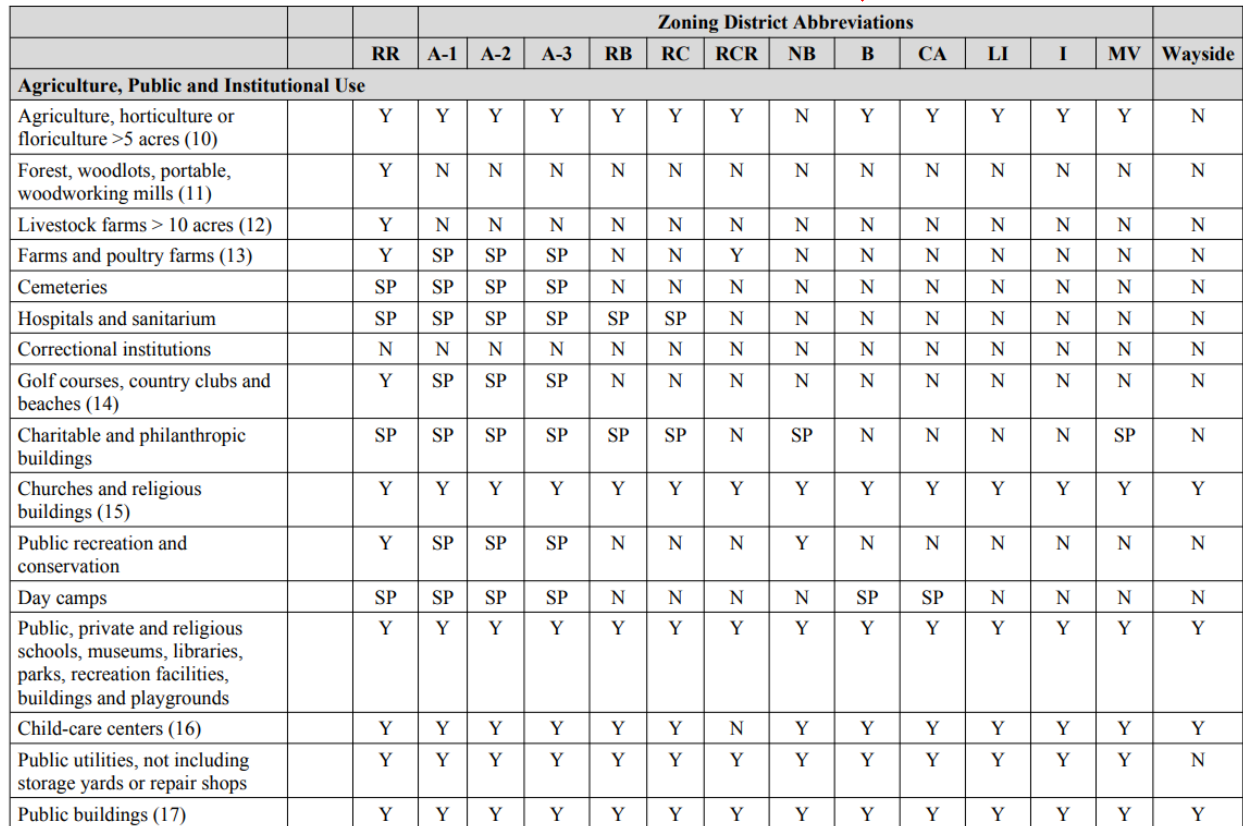 Zoning District Abbreviations
RR A-1 A-2 A-3 RB RC RCR NB B CA LI I MV Wayside
Agriculture, Public and Institutional Use
Agriculture, horticulture or
floriculture >5 acres (10) Y Y Y Y Y Y Y N Y Y Y Y Y N
Forest, woodlots, portable,
woodworking mills (11) Y N N N N N N N N N N N N N
Livestock farms > 10 acres (12) Y N N N N N N N N N N N N N
Farms and poultry farms (13) Y SP SP SP N N Y N N N N N N N
Cemeteries SP SP SP SP N N N N N N N N N N
Hospitals and sanitarium SP SP SP SP SP SP N N N N N N N N
Correctional institutions N N N N N N N N N N N N N N
Golf courses, country clubs and
beaches (14) Y SP SP SP N N N N N N N N N N
Charitable and philanthropic
buildings SP SP SP SP SP SP N SP N N N N SP N
Churches and religious
buildings (15) Y Y Y Y Y Y Y Y Y Y Y Y Y Y
Public recreation and
conservation Y SP SP SP N N N Y N N N N N N
Day camps SP SP SP SP N N N N SP SP N N N N
Public, private and religious
schools, museums, libraries,
parks, recreation facilities,
buildings and playgrounds Y Y Y Y Y Y Y Y Y Y Y Y Y Y
Child-care centers (16) Y Y Y Y Y Y N Y Y Y Y Y Y Y
Public utilities, not including
storage yards or repair shops Y Y Y Y Y Y Y Y Y Y Y Y Y N
Public buildings (17) Y Y Y Y Y Y Y Y Y Y Y Y Y Y